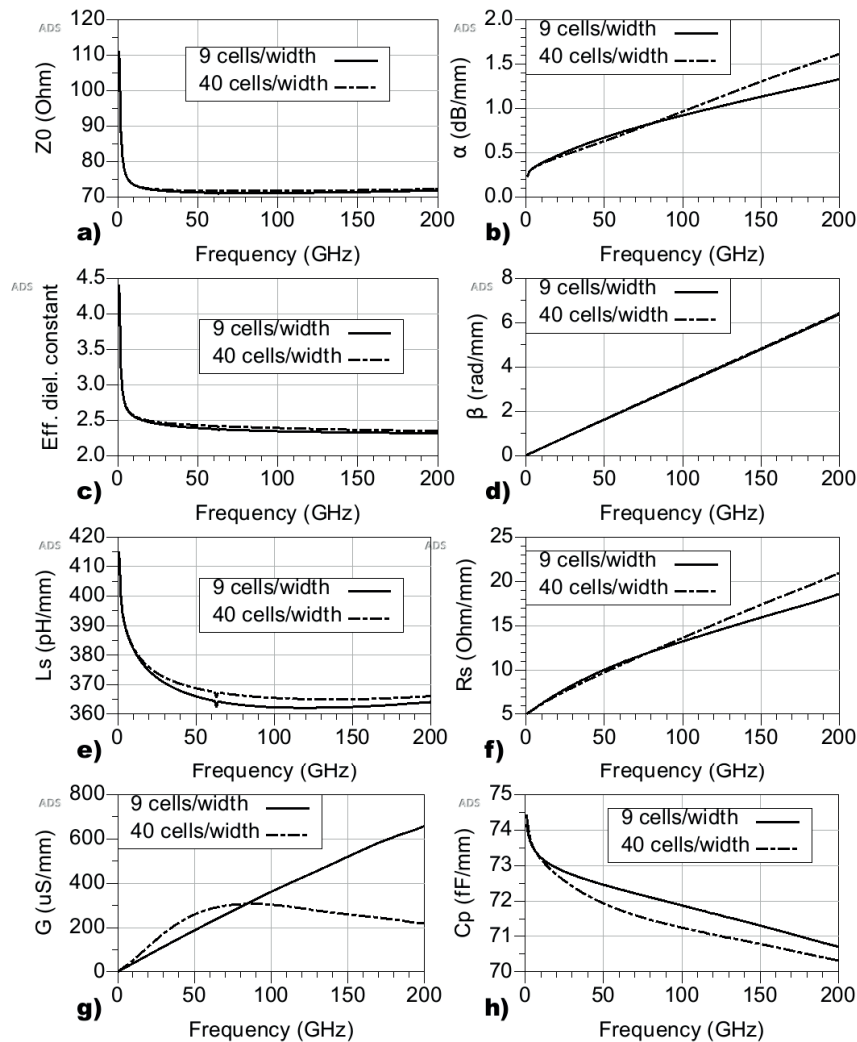 ADS
Z0 (Ohm)
120
110
100
90
80
70
9 cells/width
40 cells/width
0 50 100 150 200
a)
Frequency (GHz)
ADS
α (dB/mm)
2.0
1.5
1.0
0.5
0.0
9 cells/width
40 cells/width
0 50 100 150 200
b)
Frequency (GHz)
ADS
Eff. diel. constant
4.5
4.0
3.5
3.0
2.5
2.0
9 cells/width
40 cells/width
0 50 100 150 200
c)
Frequency (GHz)
ADS
β (rad/mm)
8
6
4
2
0
9 cells/width
40 cells/width
0 50 100 150 200
d)
Frequency (GHz)
ADS
Ls (pH/mm)
420
410
400
390
380
370
360
9 cells/width
40 cells/width
0 50 100 150 200
e)
Frequency (GHz)
ADS
Rs (Ohm/mm)
25
20
15
10
5
9 cells/width
40 cells/width
0 50 100 150 200
f)
Frequency (GHz)
ADS
G (uS/mm)
800
600
400
200
0
9 cells/width
40 cells/width
0 50 100 150 200
g)
Frequency (GHz)
ADS
Cp (fF/mm)
75
74
73
72
71
70
9 cells/width
40 cells/width
0 50 100 150 200
h)
Frequency (GHz)